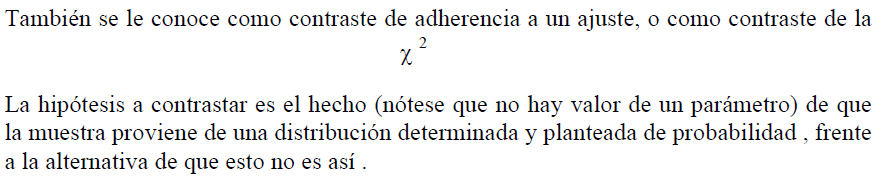 También se le conoce como contraste de adherencia a un ajuste, o como contraste de la
χ ²
La hipótesis a contrastar es el hecho (nótese que no hay valor de un parámetro) de que
la muestra proviene de una distribución determinada y planteada de probabilidad , frente
a la alternativa de que esto no es así .